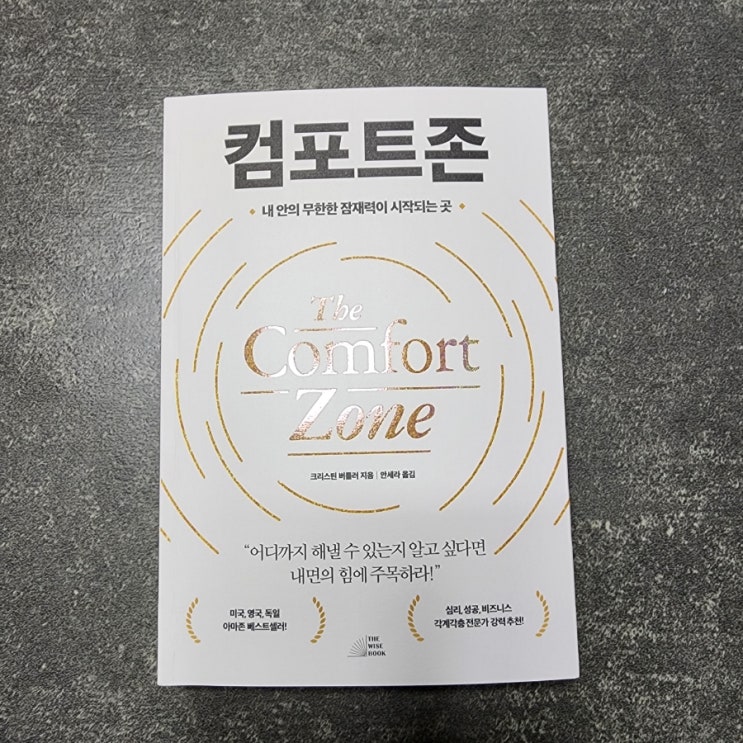 컴포트존
내 안의 무한한 잠재력이 시작되는 곳
The
Comfort
Zone
크리스틴 버틀러 지음 | 안세라 옮김
“어디까지 해낼 수 있는지 알고 싶다면
내면의 힘에 주목하라!”
미국, 영국, 독일
아마존 베스트셀러!
심리, 성공, 비즈니스
각계각층 전문가 강력 추천!
THE
WISE
BOOK